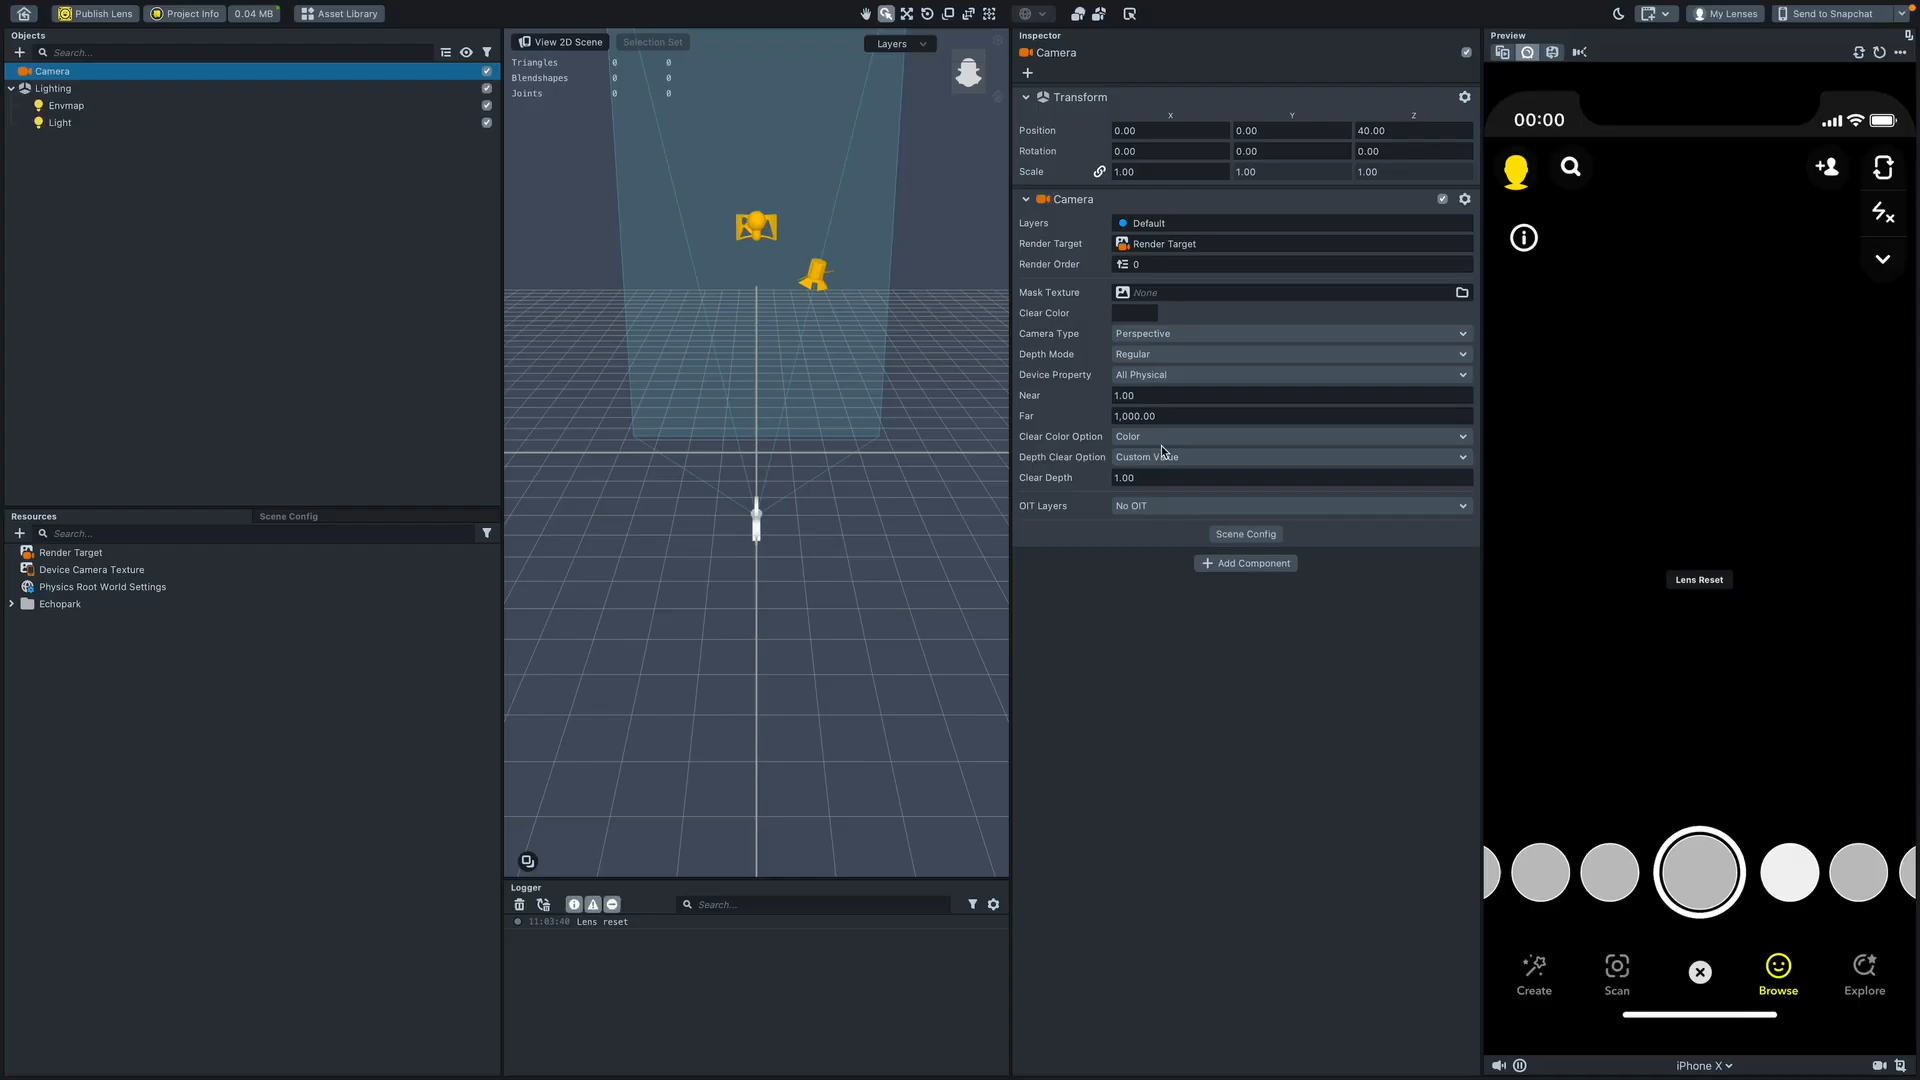 Publish Lens
Project Info
0.04 MB
Asset Library
My Lenses
Send to Snapchat
Objects
Search...
Camera
Lighting
Envmap
Light
Resources
Scene Config
Search...
Render Target
Device Camera Texture
Physics Root World Settings
Echopark
View 2D Scene
Selection Set
Layers
Triangles 0 0
Blendshapes 0 0
Joints 0 0
Logger
Search...
11:03:40 Lens reset
Inspector
Camera
Transform
X Y Z
Position 0.00 0.00 40.00
Rotation 0.00 0.00 0.00
Scale 1.00 1.00 1.00
Camera
Layers Default
Render Target Render Target
Render Order 0
Mask Texture None
Clear Color
Camera Type Perspective
Depth Mode Regular
Device Property All Physical
Near 1.00
Far 1,000.00
Clear Color Option Color
Depth Clear Option Custom Value
Clear Depth 1.00
OIT Layers No OIT
Scene Config
Add Component
Preview
00:00
Lens Reset
Create
Scan
Browse
Explore
iPhone X